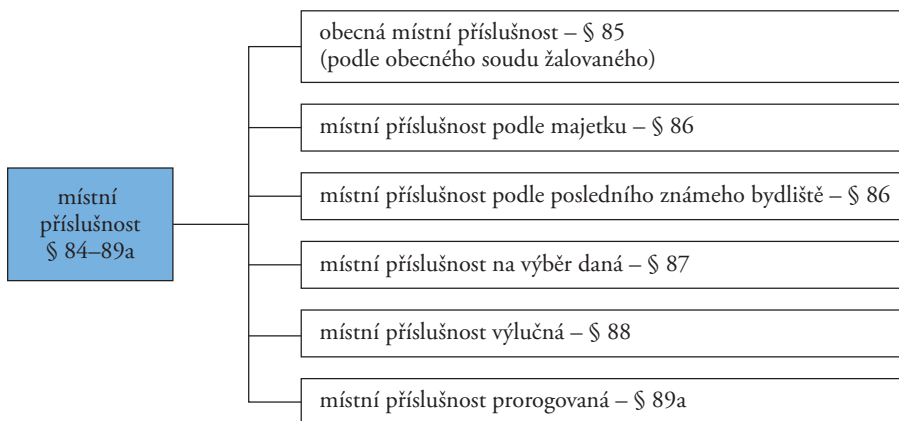 obecná místní příslušnost – § 85
(podle obecného soudu žalovaného)
místní příslušnost podle majetku – § 86
místní příslušnost podle posledního známeho bydliště – § 86
místní
příslušnost
§ 84–89a
místní příslušnost na výběr daná – § 87
místní příslušnost výlučná – § 88
místní příslušnost prorogovaná – § 89a